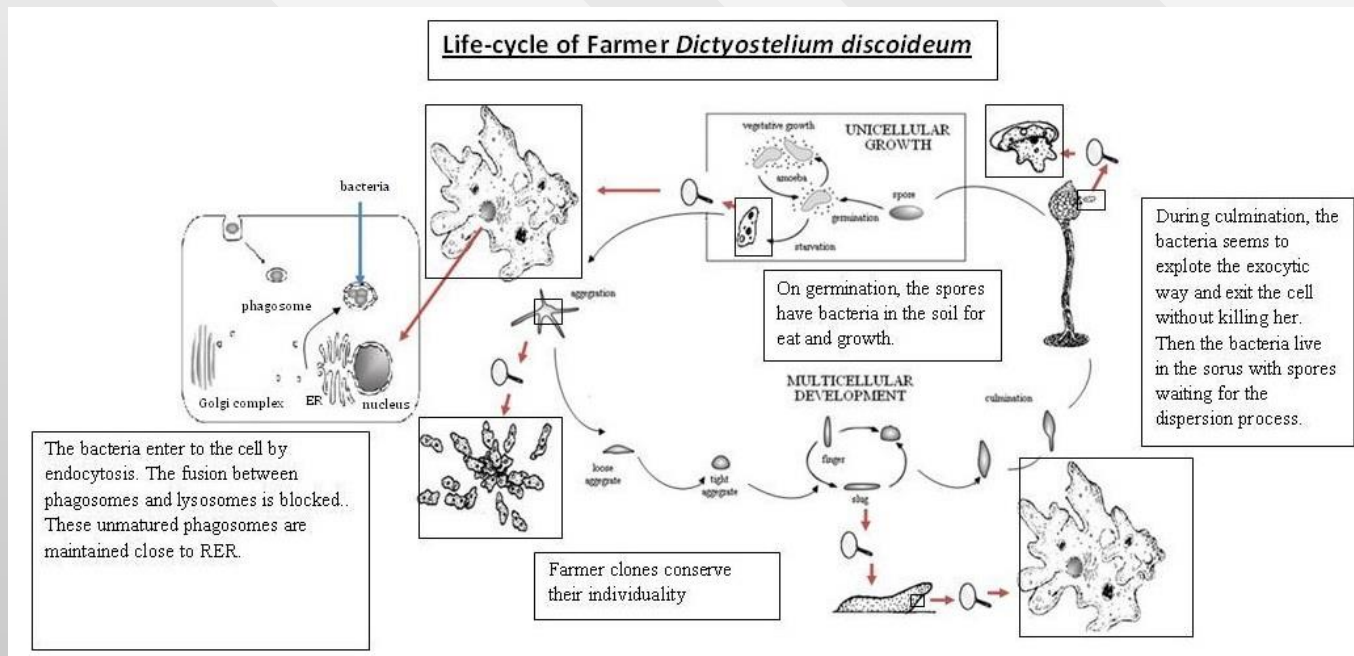 Life-cycle of Farmer Dictyostelium discoideum
vegetative growth
UNICELLULAR
GROWTH
amoeba
spore
germination
starvation
bacteria
phagosome
Golgi complex
ER
nucleus
aggregation
On germination, the spores
have bacteria in the soil for
eat and growth.
During culmination, the
bacteria seems to
explote the exocytic
way and exit the cell
without killing her.
Then the bacteria live
in the sorus with spores
waiting for the
dispersion process.
MULTICELLULAR
DEVELOPMENT
culmination
finger
loose
aggregate
tight
aggregate
slug
The bacteria enter to the cell by
endocytosis. The fusion between
phagosomes and lysosomes is blocked..
These unmatured phagosomes are
maintained close to RER.
Farmer clones conserve
their individuality